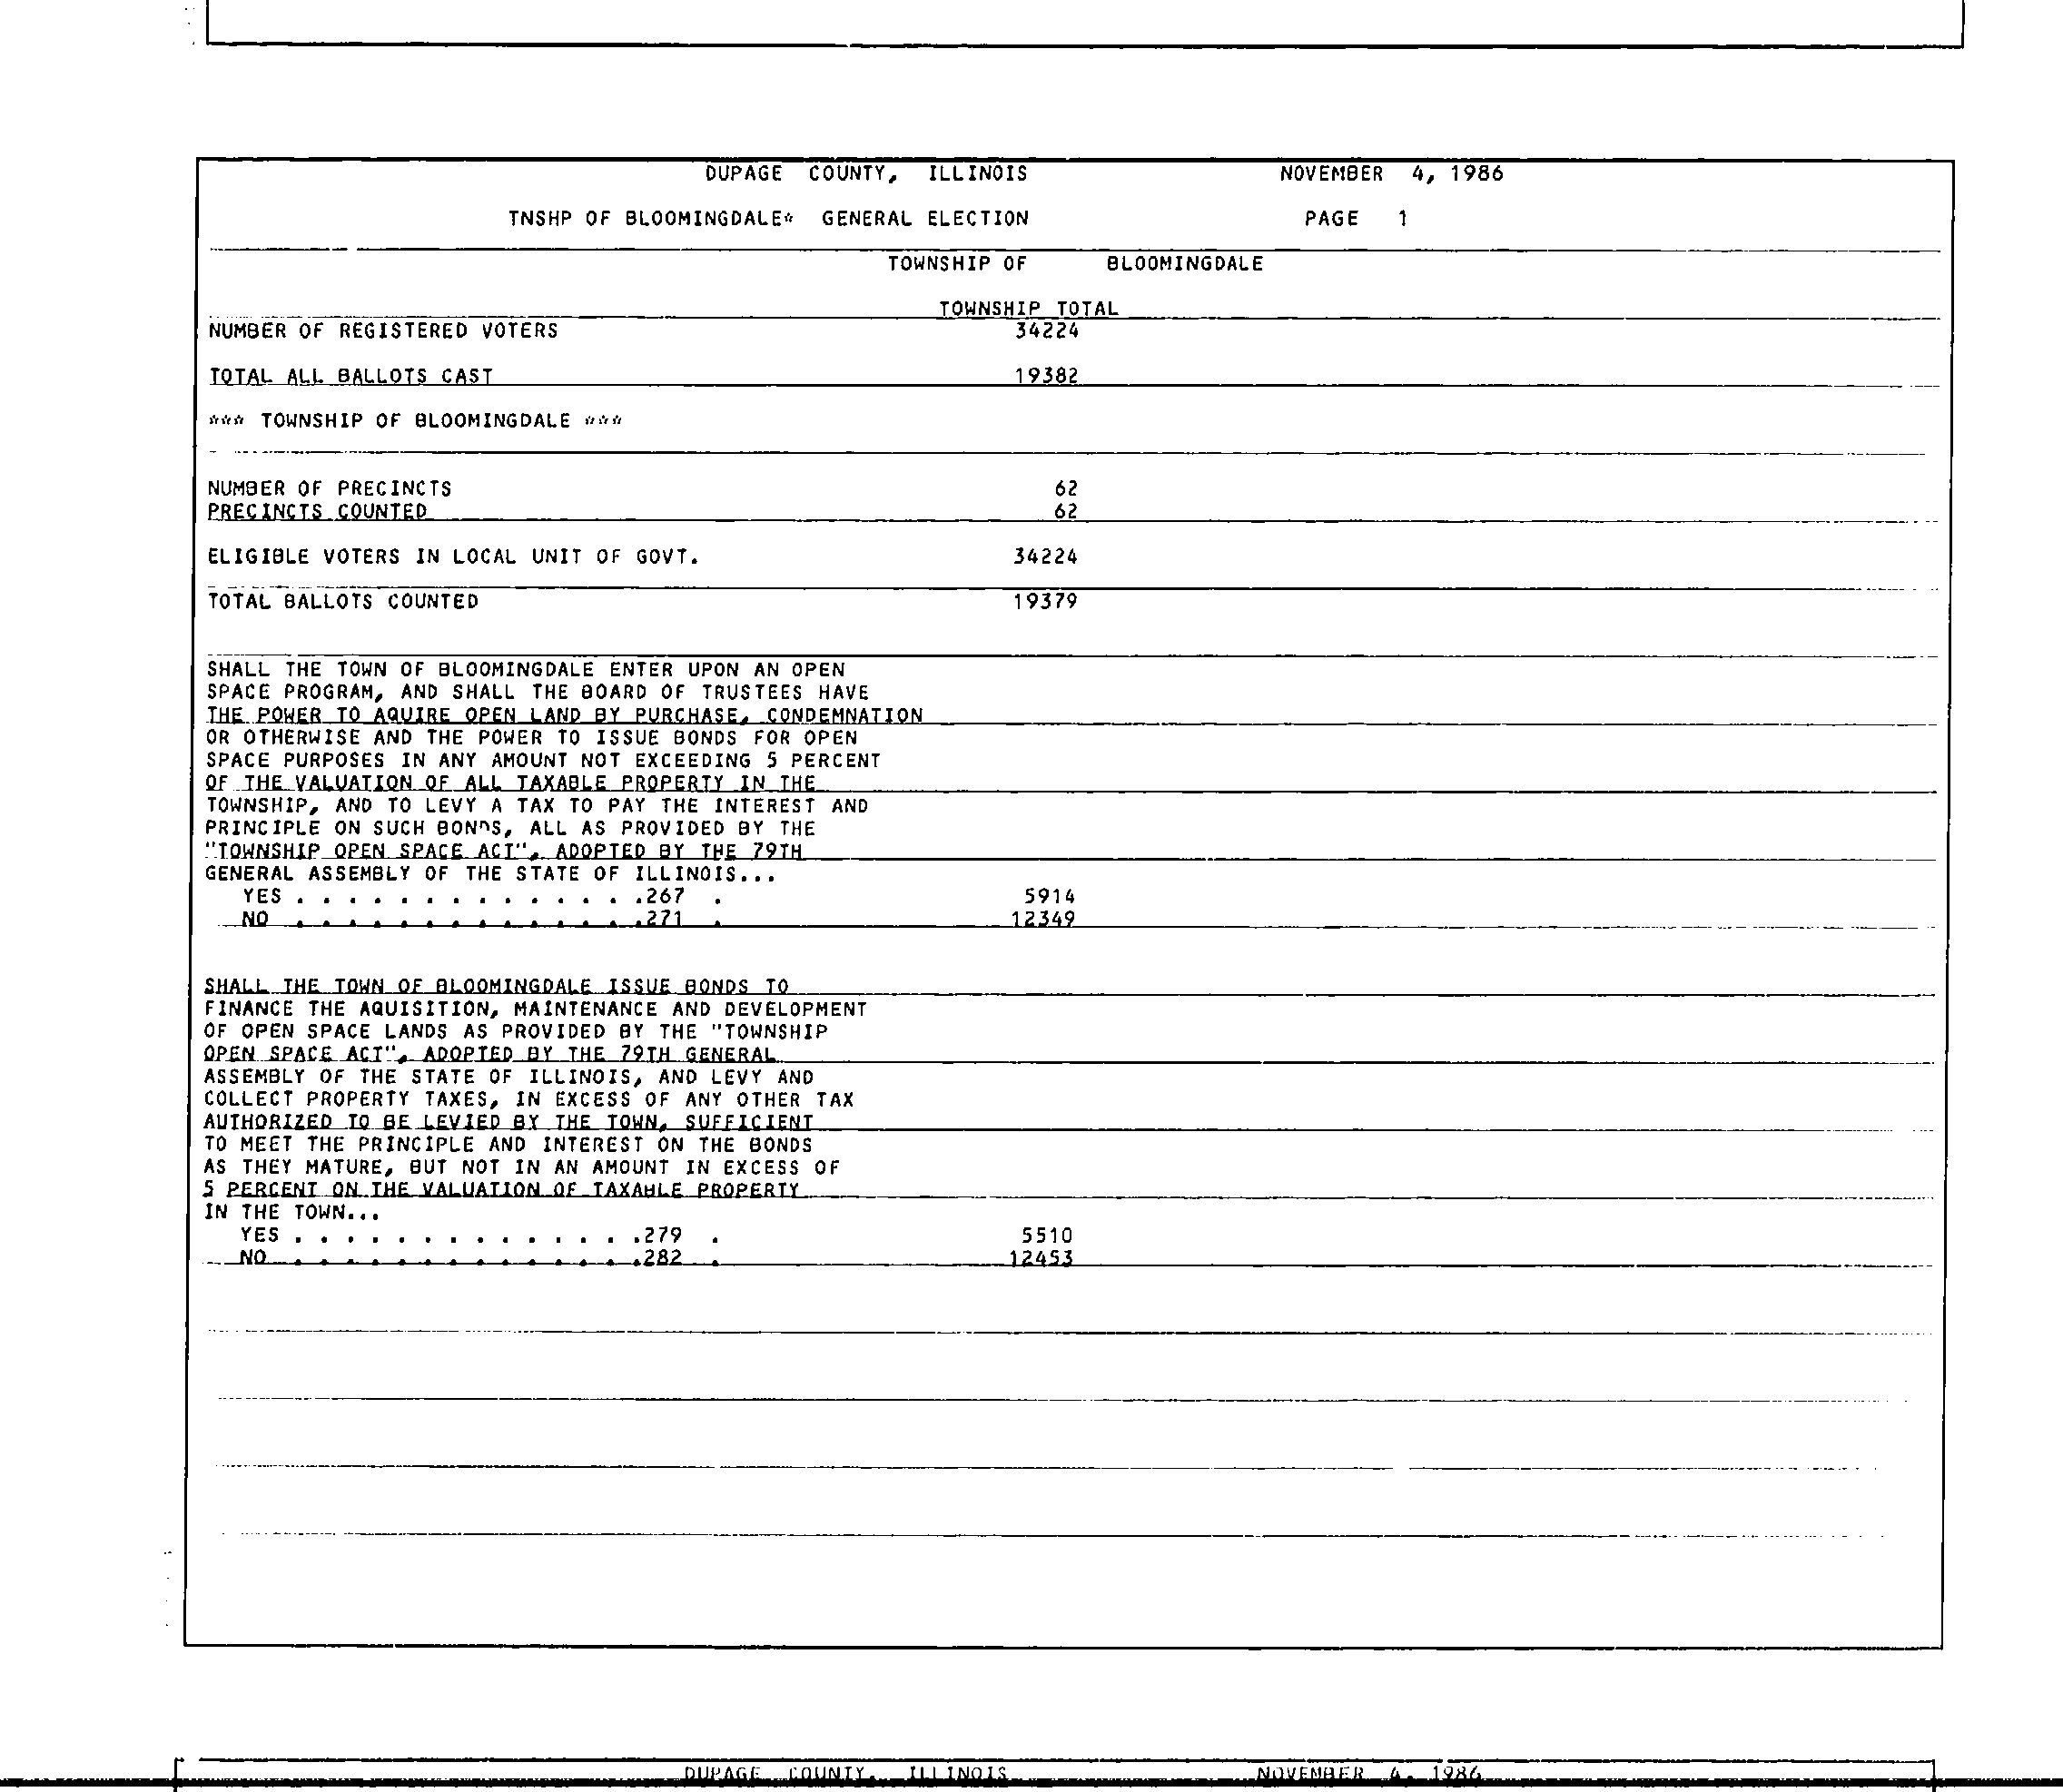 DUPAGE COUNTY, ILLINOIS NOVEMBER 4, 1986
TNSHP OF BLOOMINGDALE* GENERAL ELECTION PAGE 1
TOWNSHIP OF BLOOMINGDALE
TOWNSHIP TOTAL
NUMBER OF REGISTERED VOTERS 34224
TOTAL ALL BALLOTS CAST 19382
*** TOWNSHIP OF BLOOMINGDALE ***
NUMBER OF PRECINCTS 62
PRECINCTS COUNTED 62
ELIGIBLE VOTERS IN LOCAL UNIT OF GOVT. 34224
TOTAL BALLOTS COUNTED 19379
SHALL THE TOWN OF BLOOMINGDALE ENTER UPON AN OPEN
SPACE PROGRAM, AND SHALL THE BOARD OF TRUSTEES HAVE
THE POWER TO AQUIRE OPEN LAND BY PURCHASE, CONDEMNATION
OR OTHERWISE AND THE POWER TO ISSUE BONDS FOR OPEN
SPACE PURPOSES IN ANY AMOUNT NOT EXCEEDING 5 PERCENT
OF THE VALUATION OF ALL TAXABLE PROPERTY IN THE
TOWNSHIP, AND TO LEVY A TAX TO PAY THE INTEREST AND
PRINCIPLE ON SUCH BONDS, ALL AS PROVIDED BY THE
"TOWNSHIP OPEN SPACE ACT", ADOPTED BY THE 79TH
GENERAL ASSEMBLY OF THE STATE OF ILLINOIS...
YES . . . . . . . . . . . . . .267 . 5914
NO . . . . . . . . . . . . . .271 . 12349
SHALL THE TOWN OF BLOOMINGDALE ISSUE BONDS TO
FINANCE THE AQUISITION, MAINTENANCE AND DEVELOPMENT
OF OPEN SPACE LANDS AS PROVIDED BY THE "TOWNSHIP
OPEN SPACE ACT", ADOPTED BY THE 79TH GENERAL
ASSEMBLY OF THE STATE OF ILLINOIS, AND LEVY AND
COLLECT PROPERTY TAXES, IN EXCESS OF ANY OTHER TAX
AUTHORIZED TO BE LEVIED BY THE TOWN, SUFFICIENT
TO MEET THE PRINCIPLE AND INTEREST ON THE BONDS
AS THEY MATURE, BUT NOT IN AN AMOUNT IN EXCESS OF
5 PERCENT ON THE VALUATION OF TAXABLE PROPERTY
IN THE TOWN...
YES . . . . . . . . . . . . . .279 . 5510
NO . . . . . . . . . . . . . .282 . 12453
DUPAGE COUNTY, ILLINOIS NOVEMBER 4, 1986